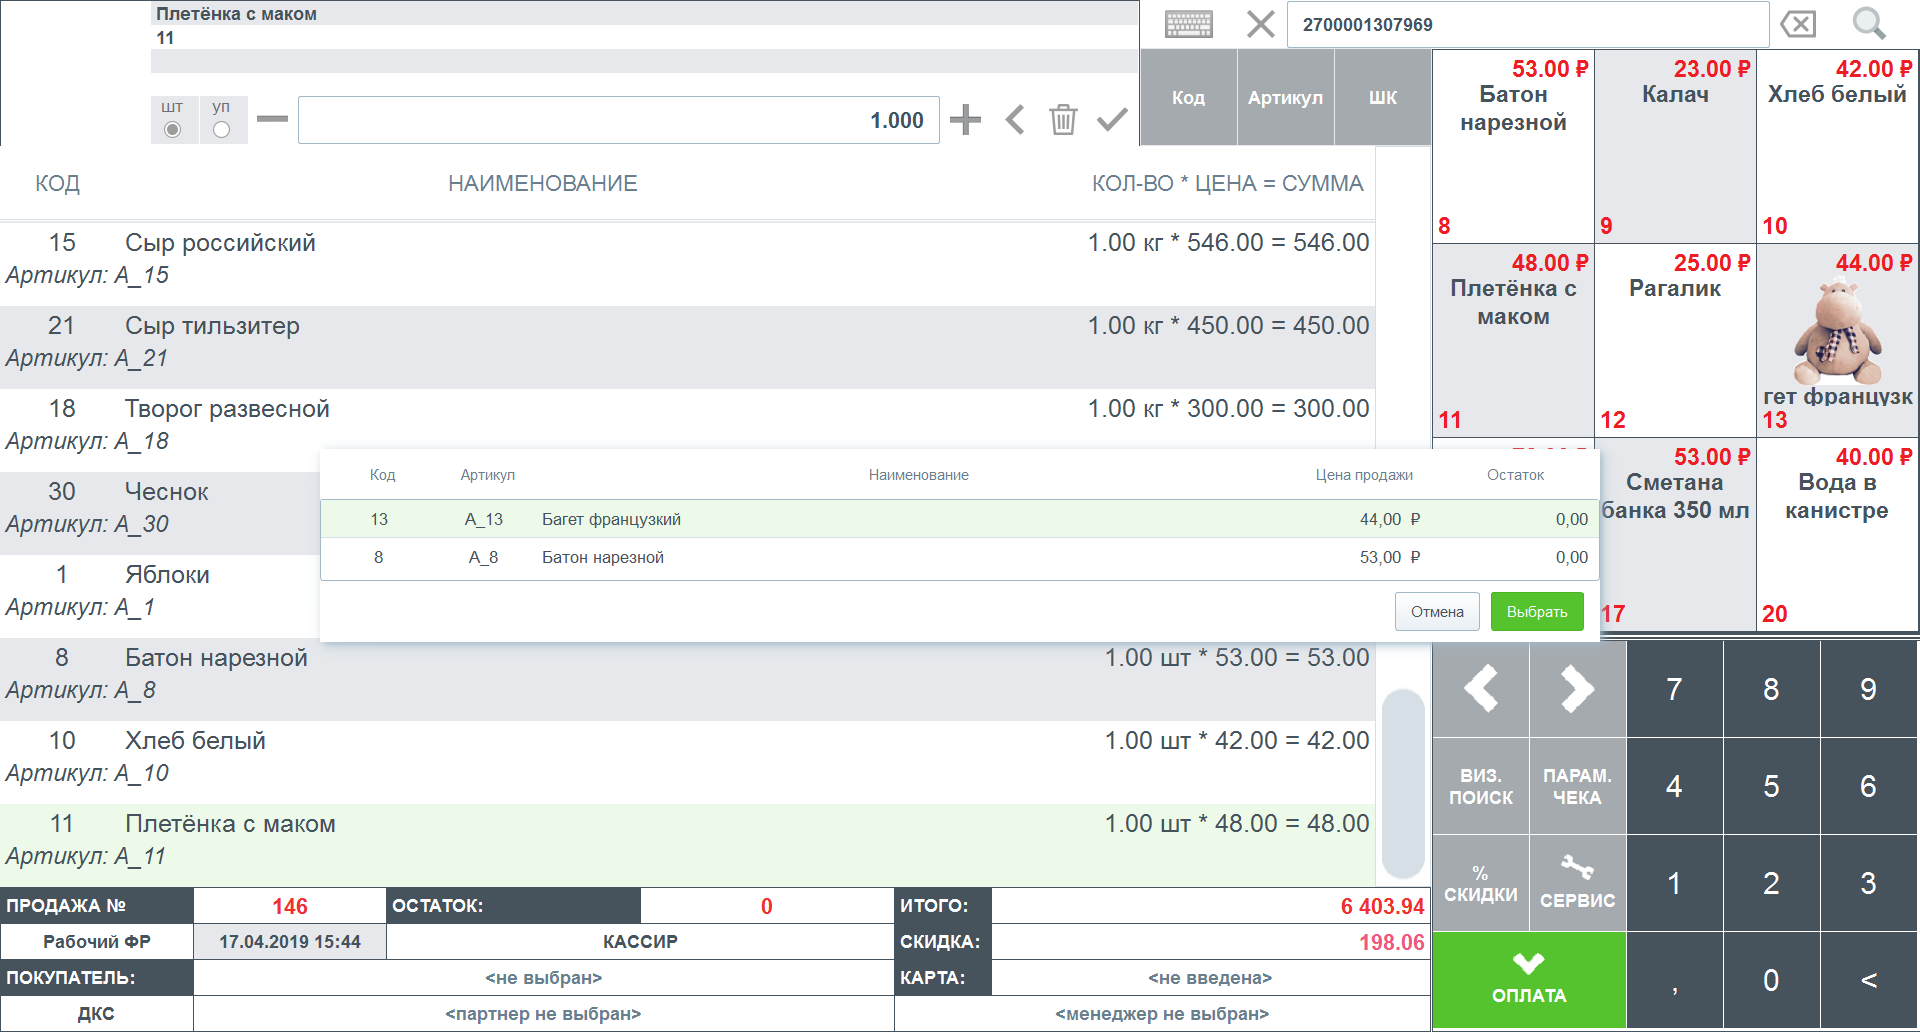 Плетёнка с маком
11
шт
уп
1.000
2700001307969
Код
Артикул
ШК
КОД
НАИМЕНОВАНИЕ
КОЛ-ВО * ЦЕНА = СУММА
15 Сыр российский 1.00 кг * 546.00 = 546.00
Артикул: А_15
21 Сыр тильзитер 1.00 кг * 450.00 = 450.00
Артикул: А_21
18 Творог развесной 1.00 кг * 300.00 = 300.00
Артикул: А_18
30 Чеснок
Артикул: А_30
1 Яблоки
Артикул: А_1
8 Батон нарезной 1.00 шт * 53.00 = 53.00
Артикул: А_8
10 Хлеб белый 1.00 шт * 42.00 = 42.00
Артикул: А_10
11 Плетёнка с маком 1.00 шт * 48.00 = 48.00
Артикул: А_11
Код Артикул Наименование Цена продажи Остаток
13 А_13 Багет французкий 44,00 ₽ 0,00
8 А_8 Батон нарезной 53,00 ₽ 0,00
Отмена
Выбрать
53.00 ₽
Батон
нарезной
8
23.00 ₽
Калач
9
42.00 ₽
Хлеб белый
10
48.00 ₽
Плетёнка с
маком
11
25.00 ₽
Рагалик
12
44.00 ₽
гет французк
13
53.00 ₽
Сметана
банка 350 мл
17
40.00 ₽
Вода в
канистре
20
7 8 9
ВИЗ.
ПОИСК
ПАРАМ.
ЧЕКА
4 5 6
%
СКИДКИ
СЕРВИС
1 2 3
ОПЛАТА
, 0 <
ПРОДАЖА № 146 ОСТАТОК: 0 ИТОГО: 6 403.94
Рабочий ФР 17.04.2019 15:44 КАССИР СКИДКА: 198.06
ПОКУПАТЕЛЬ: <не выбран> КАРТА: <не введена>
ДКС <партнер не выбран> <менеджер не выбран>